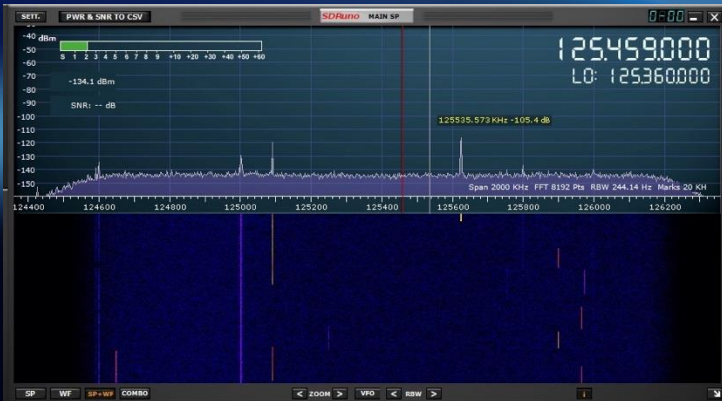 SETT. PWR & SNR TO CSV SDRuno MAIN SP 0-00
dBm
S 1 2 3 4 5 6 7 8 9 +10 +20 +30 +40 +50 +60
-134.1 dBm
SNR: -- dB
125.459.000
LO: 125.360.000
-40
-50
-60
-70
-80
-90
-100
-110
-120
-130
-140
-150
125535.573 KHz -105.4 dB
Span 2000 KHz FFT 8192 Pts RBW 244.14 Hz Marks 20 KH
124400 124600 124800 125000 125200 125400 125600 125800 126000 126200
SP WF SP+WF COMBO < ZOOM > VFO < RBW >